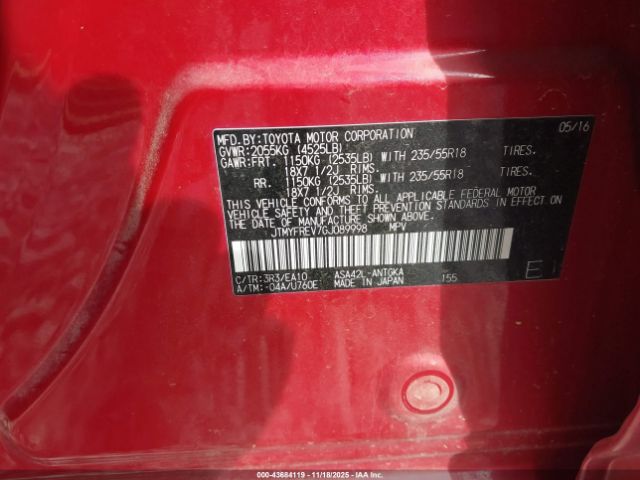 MFD.BY:TOYOTA MOTOR CORPORATION 05/16
GVWR:2055KG (4525LB)
GAWR:FRT. 1150KG (2535LB) WITH 235/55R18 TIRES.
18X7 1/2J RIMS.
RR. 1150KG (2535LB) WITH 235/55R18 TIRES.
18X7 1/2J RIMS.
THIS VEHICLE CONFORMS TO ALL APPLICABLE FEDERAL MOTOR
VEHICLE SAFETY AND THEFT PREVENTION STANDARDS IN EFFECT ON
THE DATE OF MANUFACTURE SHOWN ABOVE.
JTMYFREV7GJ089998 MPV
C/TR:3R3/EA10 ASA42L-ANTGKA
A/TM:-04A/U760E MADE IN JAPAN 155 E
000-43684119 - 11/18/2025 - IAA COPYRIGHT